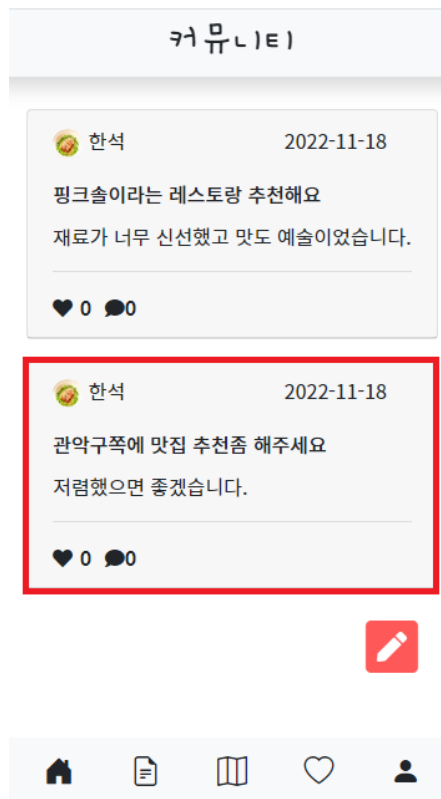 커뮤니티
한석 2022-11-18
핑크솔이라는 레스토랑 추천해요
재료가 너무 신선했고 맛도 예술이었습니다.
0 0
한석 2022-11-18
관악구쪽에 맛집 추천좀 해주세요
저렴했으면 좋겠습니다.
0 0